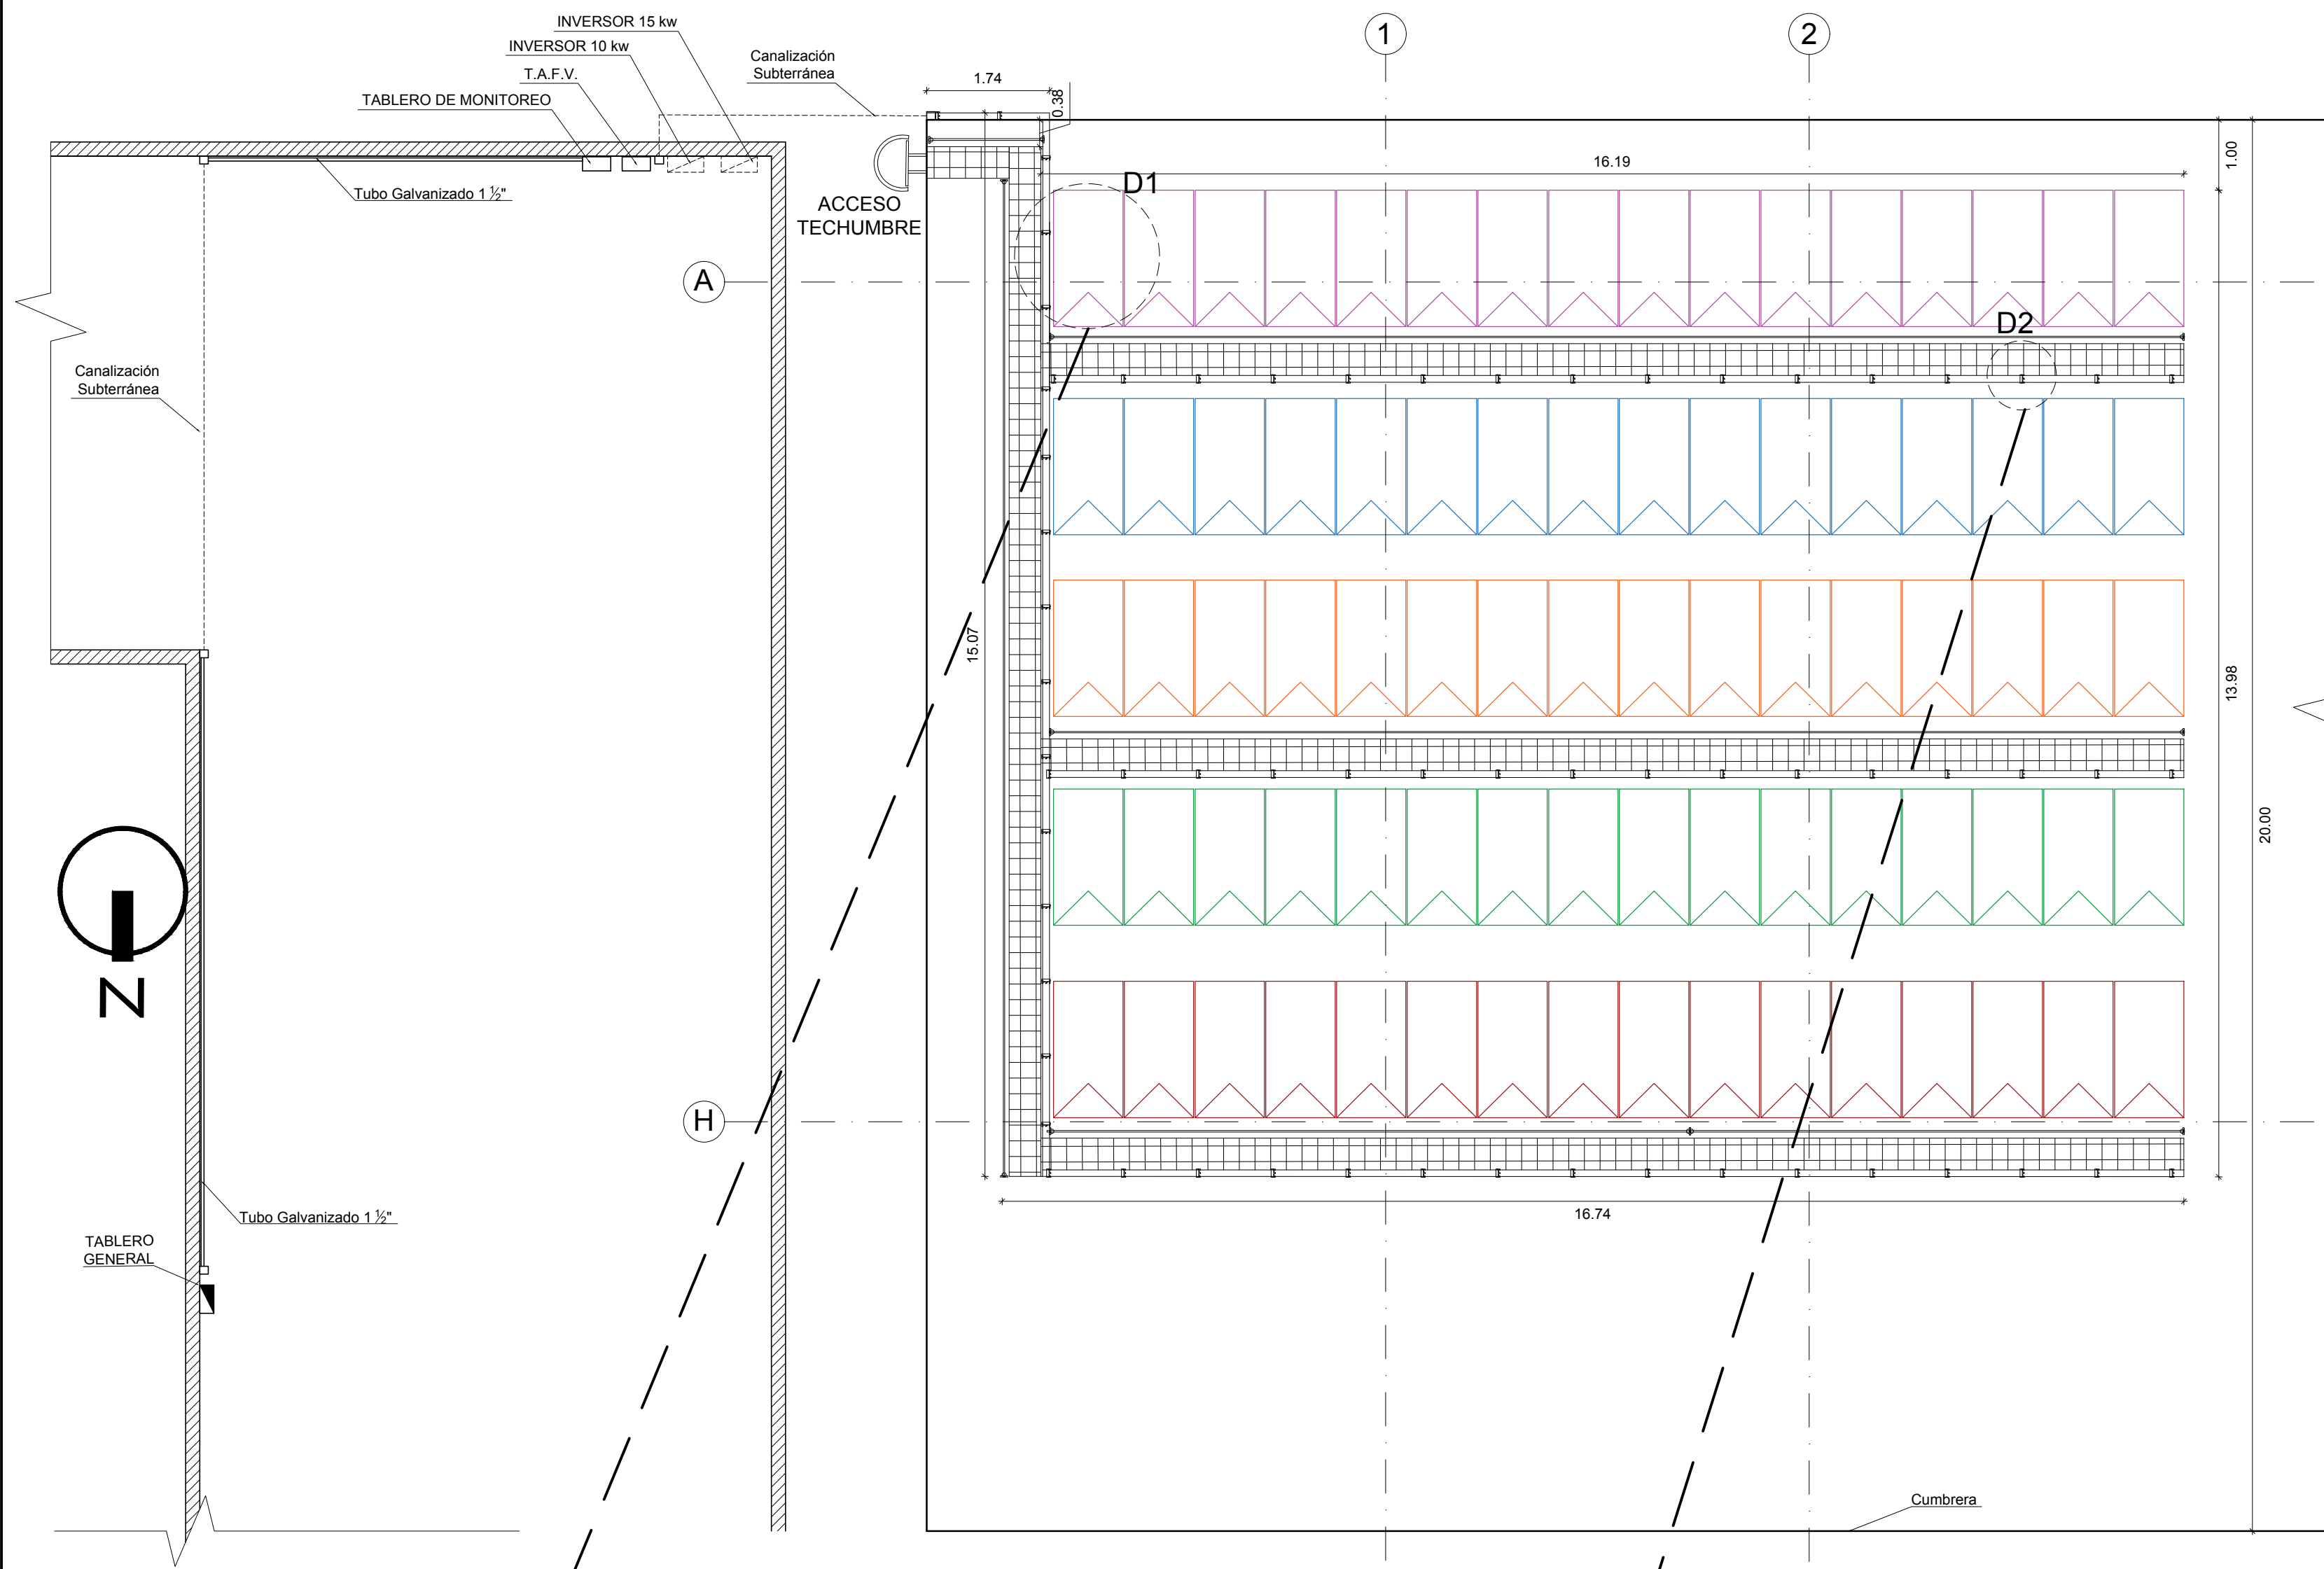 INVERSOR 15 kw
INVERSOR 10 kw
T.A.F.V.
TABLERO DE MONITOREO
Canalización
Subterránea
1
2
1.74
0.38
1.00
16.19
Tubo Galvanizado 1 ½"
ACCESO
TECHUMBRE
D1
A
D2
Canalización
Subterránea
15.07
13.98
20.00
N
H
16.74
Tubo Galvanizado 1 ½"
TABLERO
GENERAL
Cumbrera